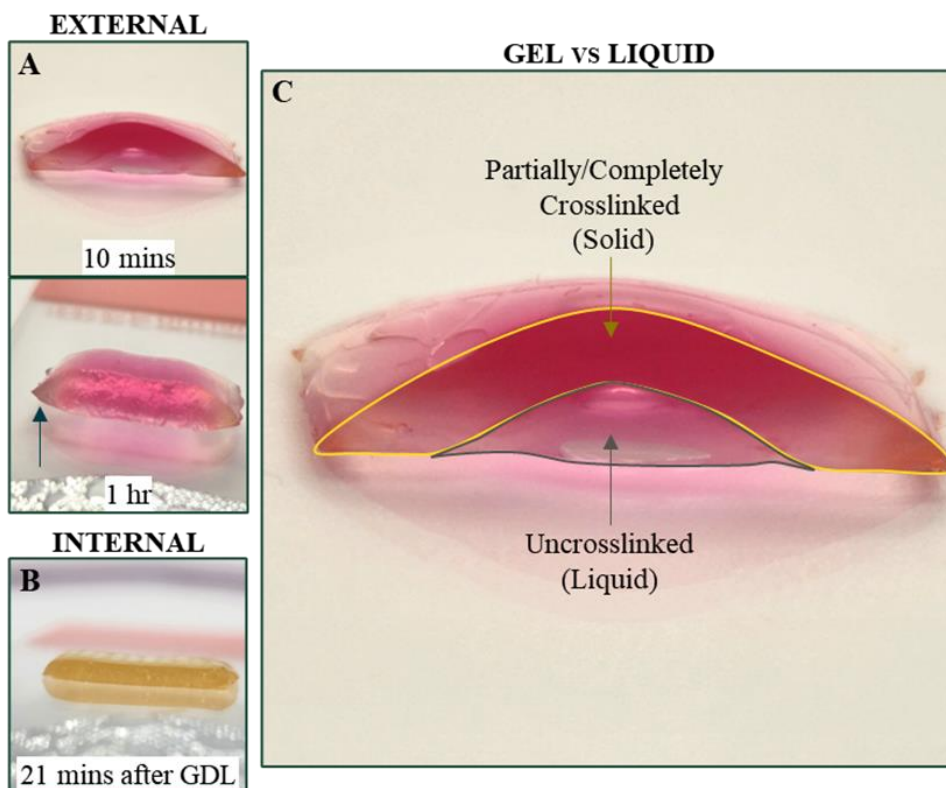 EXTERNAL
A
10 mins
1 hr
INTERNAL
B
21 mins after GDL
GEL vs LIQUID
C
Partially/Completely
Crosslinked
(Solid)
Uncrosslinked
(Liquid)